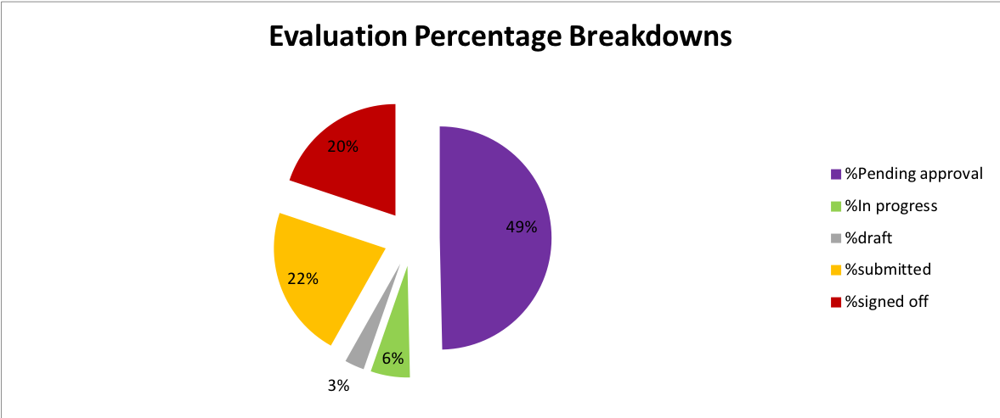 Evaluation Percentage Breakdowns
20%
49%
22%
6%
3%
%Pending approval
%In progress
%draft
%submitted
%signed off